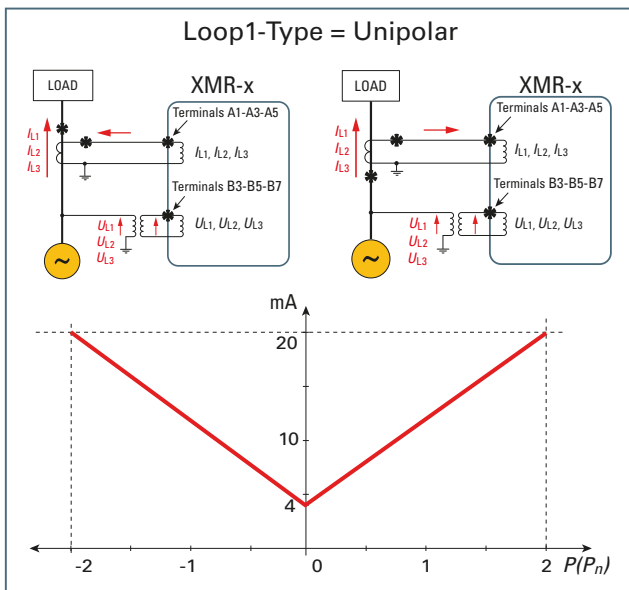 Loop1-Type = Unipolar
LOAD
XMR-x
Terminals A1-A3-A5
IL1
IL2
IL3
IL1, IL2, IL3
Terminals B3-B5-B7
UL1
UL2
UL3
UL1, UL2, UL3
~
LOAD
XMR-x
Terminals A1-A3-A5
IL1
IL2
IL3
IL1, IL2, IL3
Terminals B3-B5-B7
UL1
UL2
UL3
UL1, UL2, UL3
~
mA
20
10
4
-2 -1 0 1 2 P(Pn)